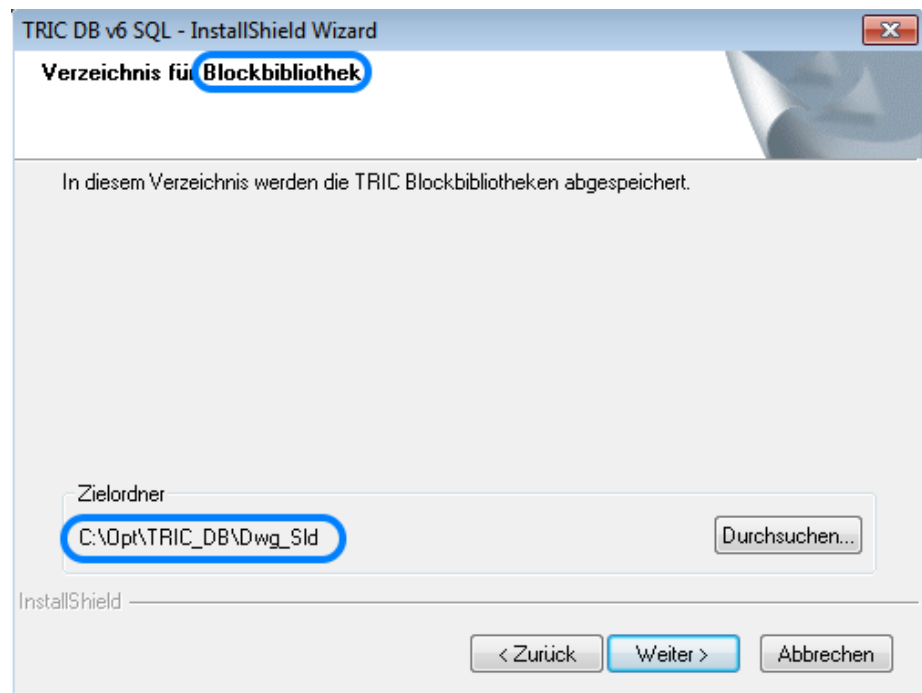 TRIC DB v6 SQL - InstallShield Wizard
Verzeichnis für Blockbibliothek
In diesem Verzeichnis werden die TRIC Blockbibliotheken abgespeichert.
Zielordner
C:\Opt\TRIC_DB\Dwg_Sld
Durchsuchen...
InstallShield
< Zurück
Weiter >
Abbrechen